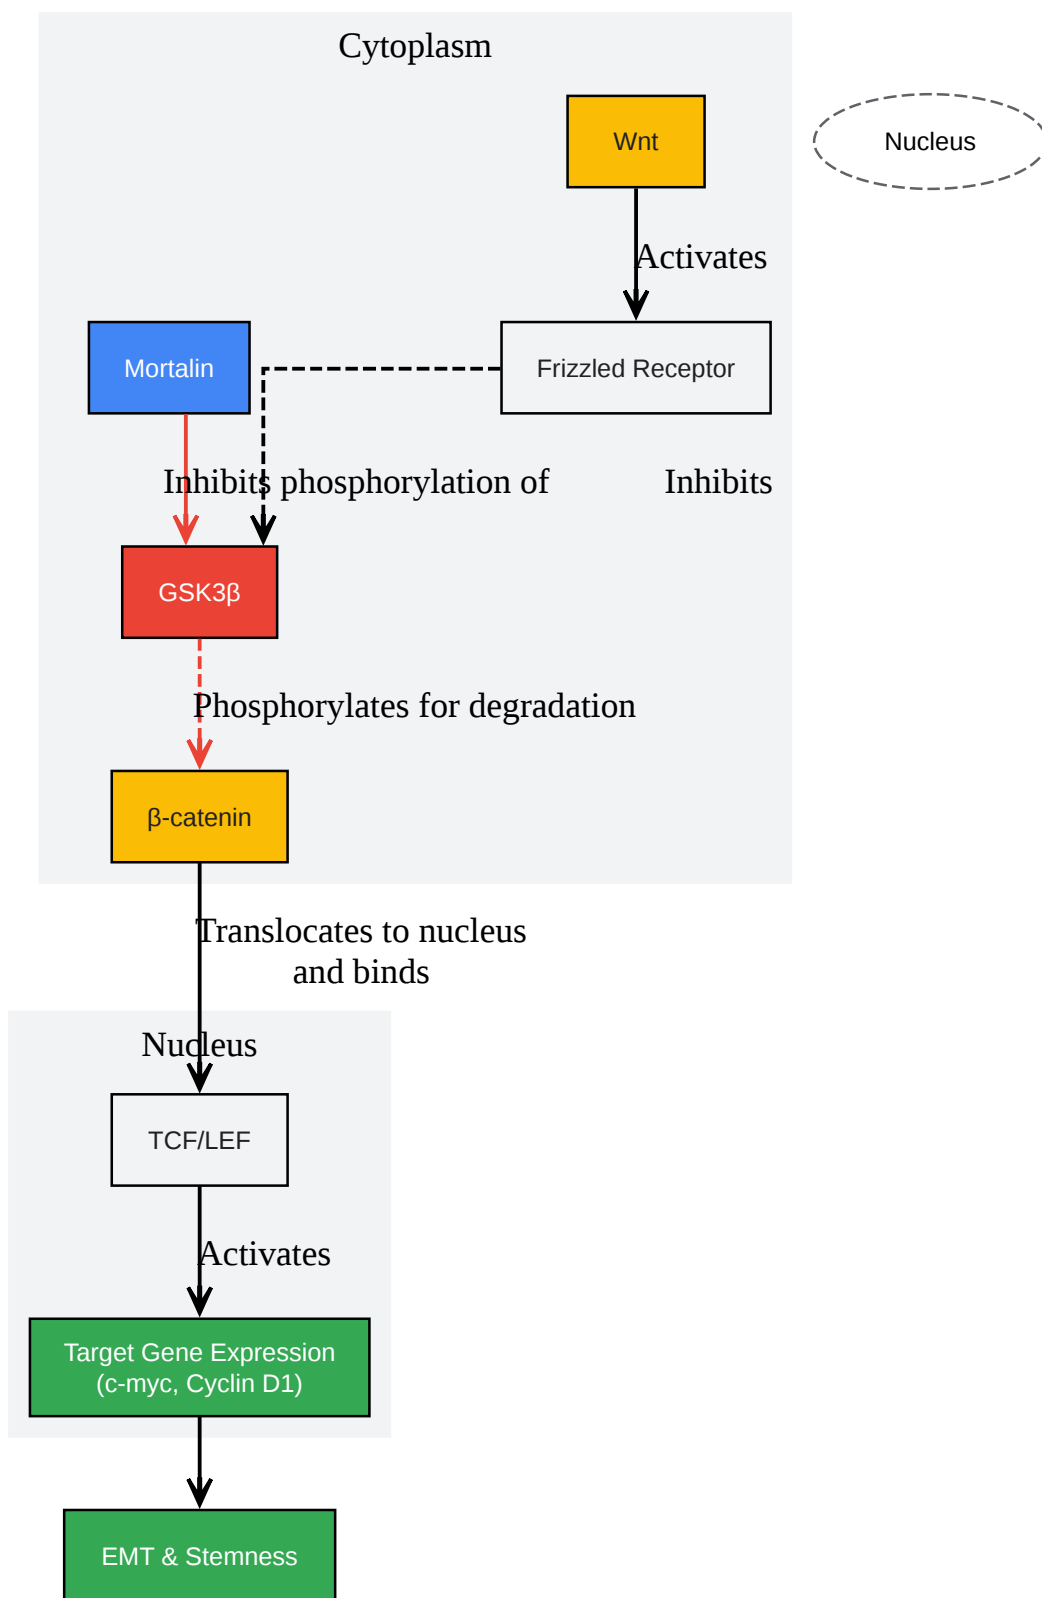 Cytoplasm
Wnt
Nucleus
Activates
Mortalin
Frizzled Receptor
Inhibits phosphorylation of
Inhibits
GSK3β
Phosphorylates for degradation
β-catenin
Translocates to nucleus
and binds
Nucleus
TCF/LEF
Activates
Target Gene Expression
(c-myc, Cyclin D1)
EMT & Stemness